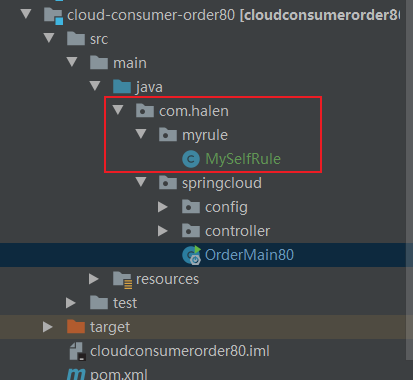 cloud-consumer-order80 [cloudconsumerorder80
src
main
java
com.halen
myrule
MySelfRule
springcloud
config
controller
OrderMain80
resources
test
target
cloudconsumerorder80.iml
pom.xml